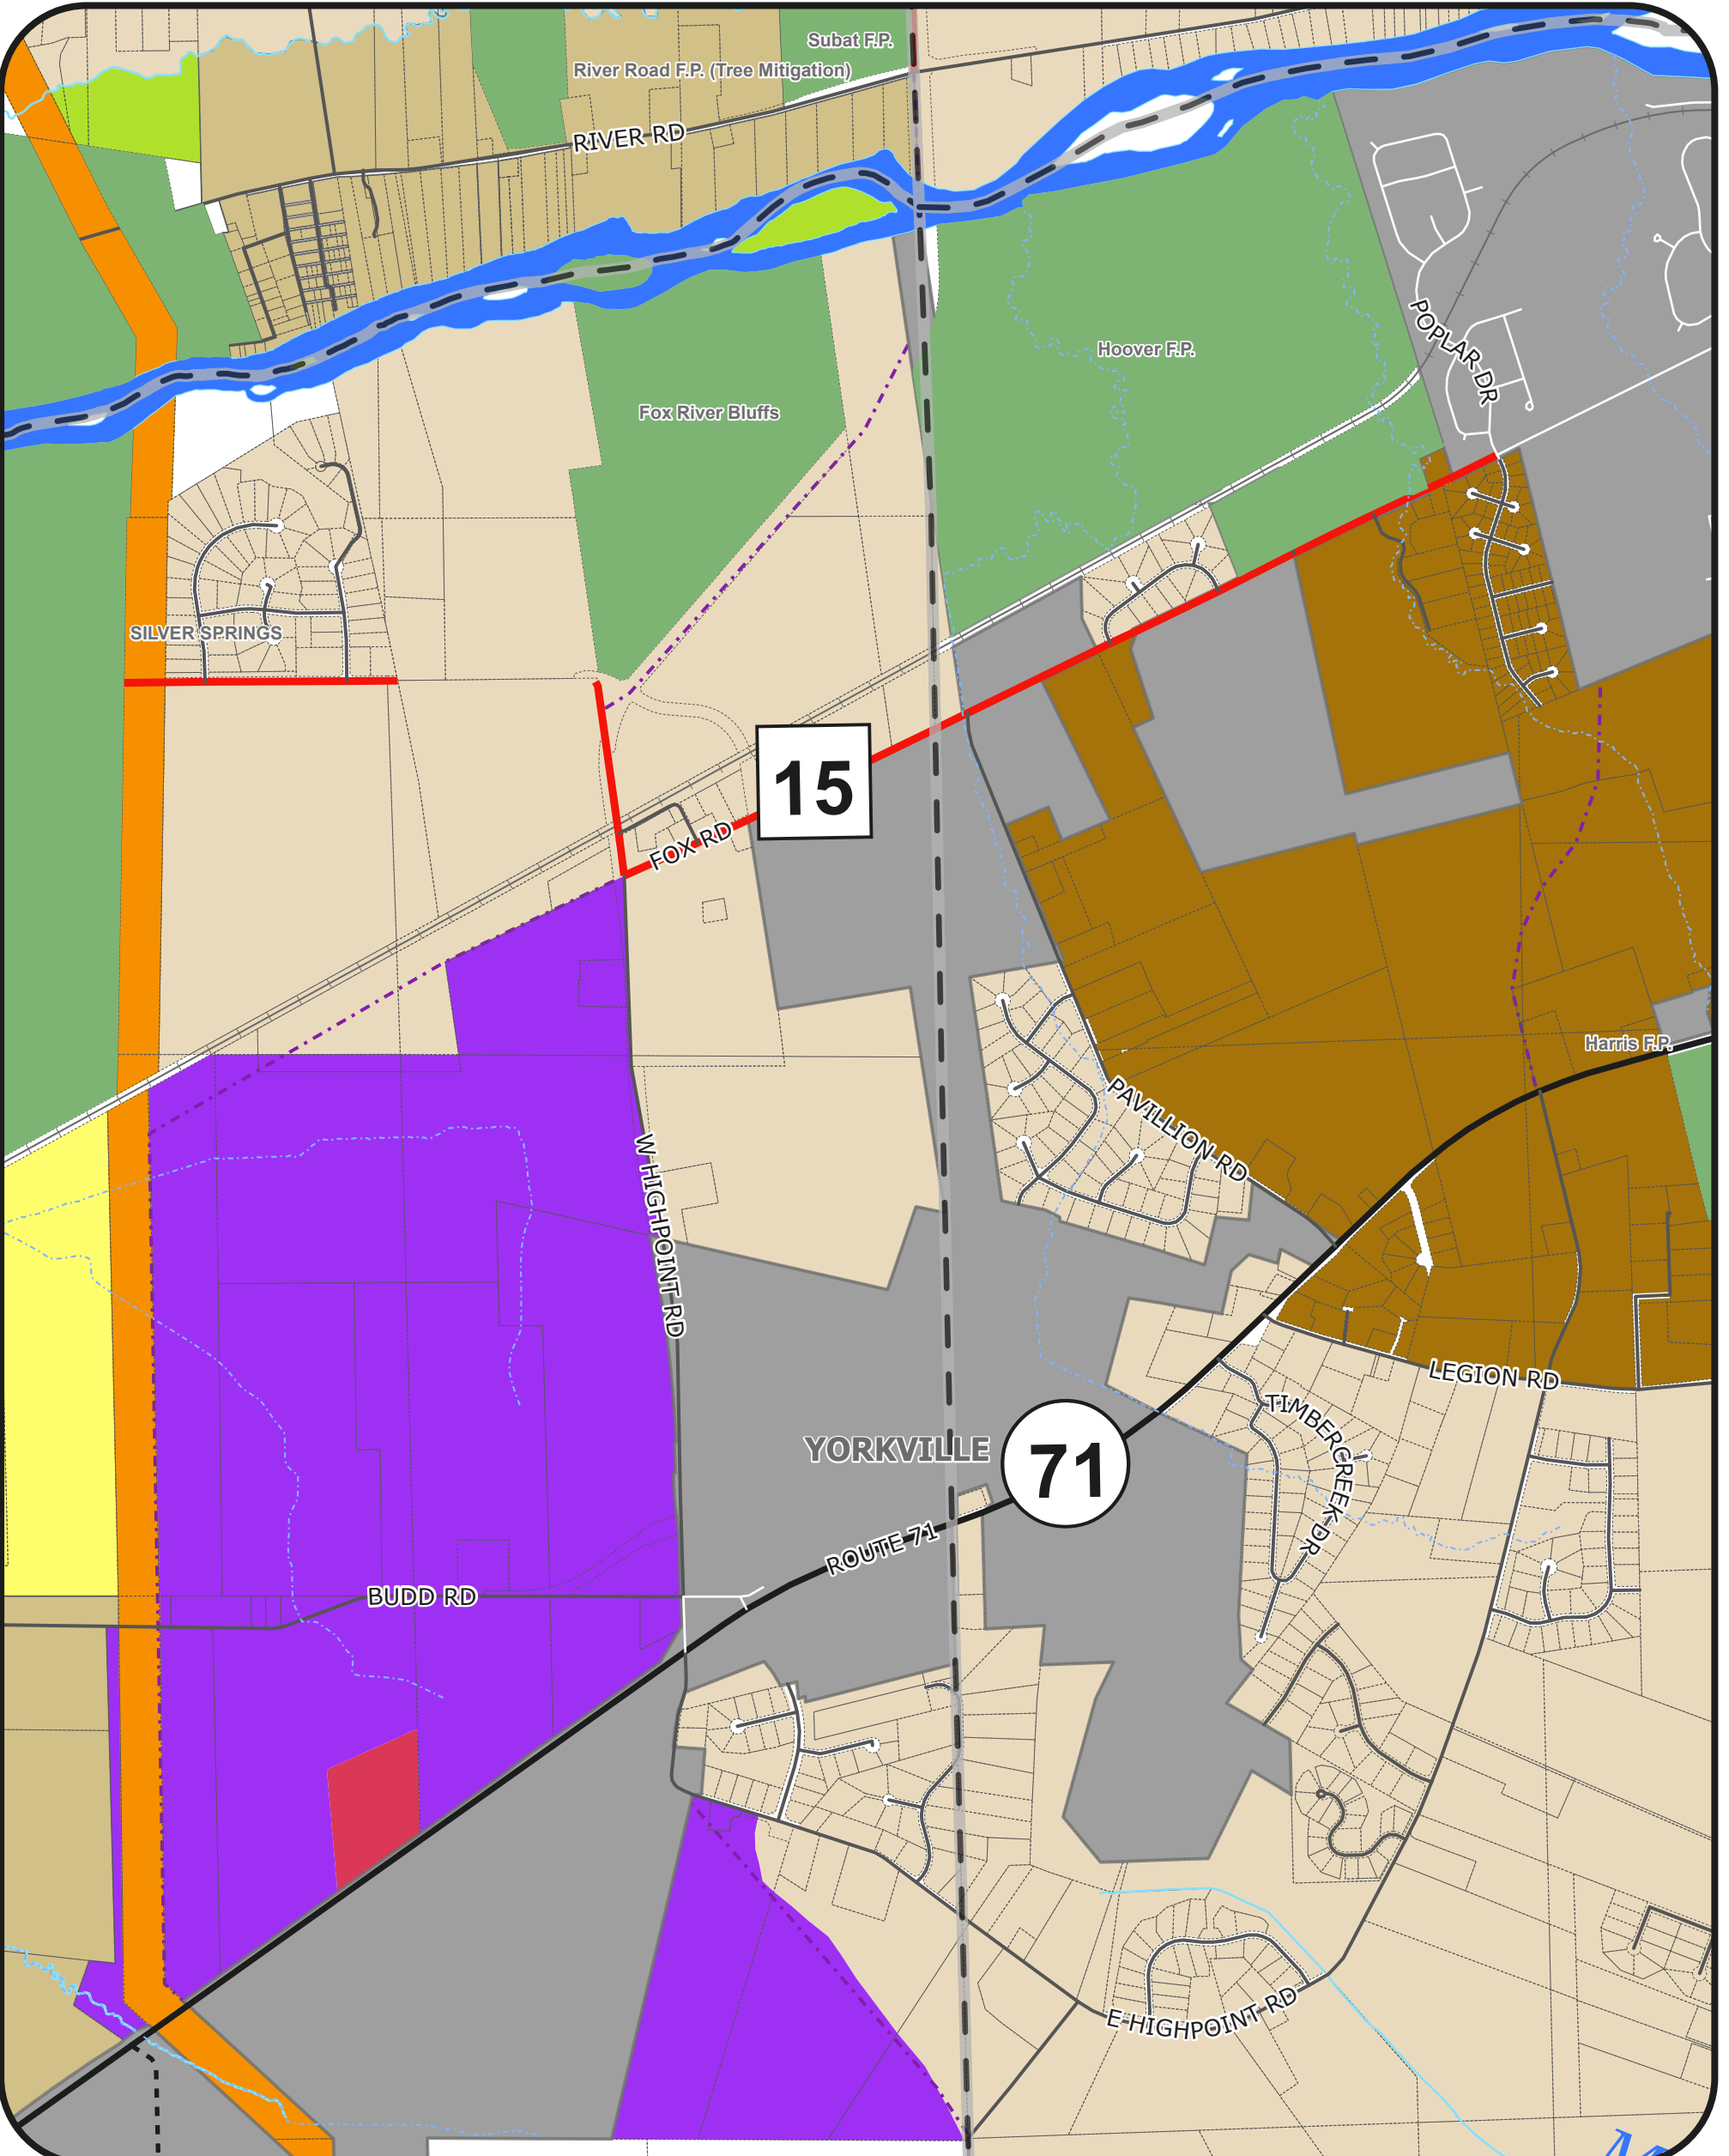 Subat F.P.
River Road F.P. (Tree Mitigation)
RIVER RD
POPLAR DR
Hoover F.P.
Fox River Bluffs
SILVER SPRINGS
15
FOX RD
Harris F.P.
PAVILLION RD
W HIGHPOINT RD
LEGION RD
TIMBERCREEK DR
YORKVILLE
71
ROUTE 71
BUDD RD
E HIGHPOINT RD
M